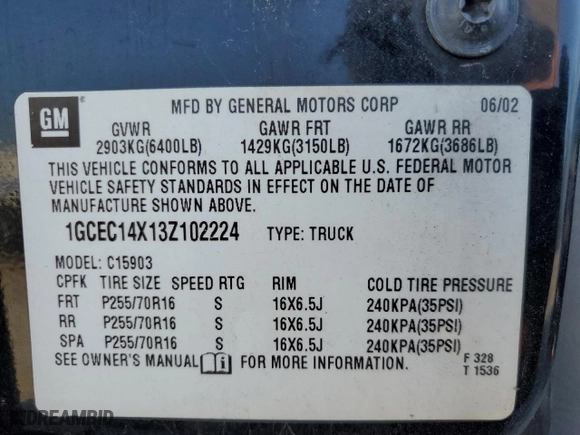 GM
MFD BY GENERAL MOTORS CORP 06/02
GVWR GAWR FRT GAWR RR
2903KG(6400LB) 1429KG(3150LB) 1672KG(3686LB)
THIS VEHICLE CONFORMS TO ALL APPLICABLE U.S. FEDERAL MOTOR
VEHICLE SAFETY STANDARDS IN EFFECT ON THE DATE OF
MANUFACTURE SHOWN ABOVE.
1GCEC14X13Z102224 TYPE: TRUCK
MODEL: C15903
CPFK TIRE SIZE SPEED RTG RIM COLD TIRE PRESSURE
FRT P255/70R16 S 16X6.5J 240KPA(35PSI)
RR P255/70R16 S 16X6.5J 240KPA(35PSI)
SPA P255/70R16 S 16X6.5J 240KPA(35PSI)
SEE OWNER'S MANUAL FOR MORE INFORMATION. F 328
T 1536
DREAMBID